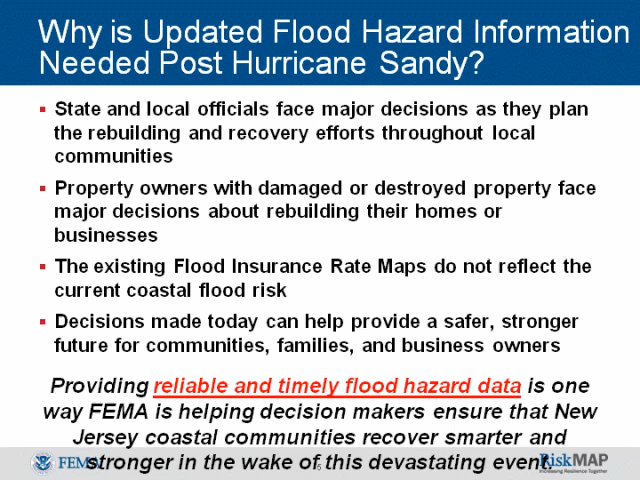 Why is Updated Flood Hazard Information
Needed Post Hurricane Sandy?
▪ State and local officials face major decisions as they plan
the rebuilding and recovery efforts throughout local
communities
▪ Property owners with damaged or destroyed property face
major decisions about rebuilding their homes or
businesses
▪ The existing Flood Insurance Rate Maps do not reflect the
current coastal flood risk
▪ Decisions made today can help provide a safer, stronger
future for communities, families, and business owners
Providing reliable and timely flood hazard data is one
way FEMA is helping decision makers ensure that New
Jersey coastal communities recover smarter and
stronger in the wake of this devastating event.
FEMA
5
RiskMAP
Increasing Resilience Together